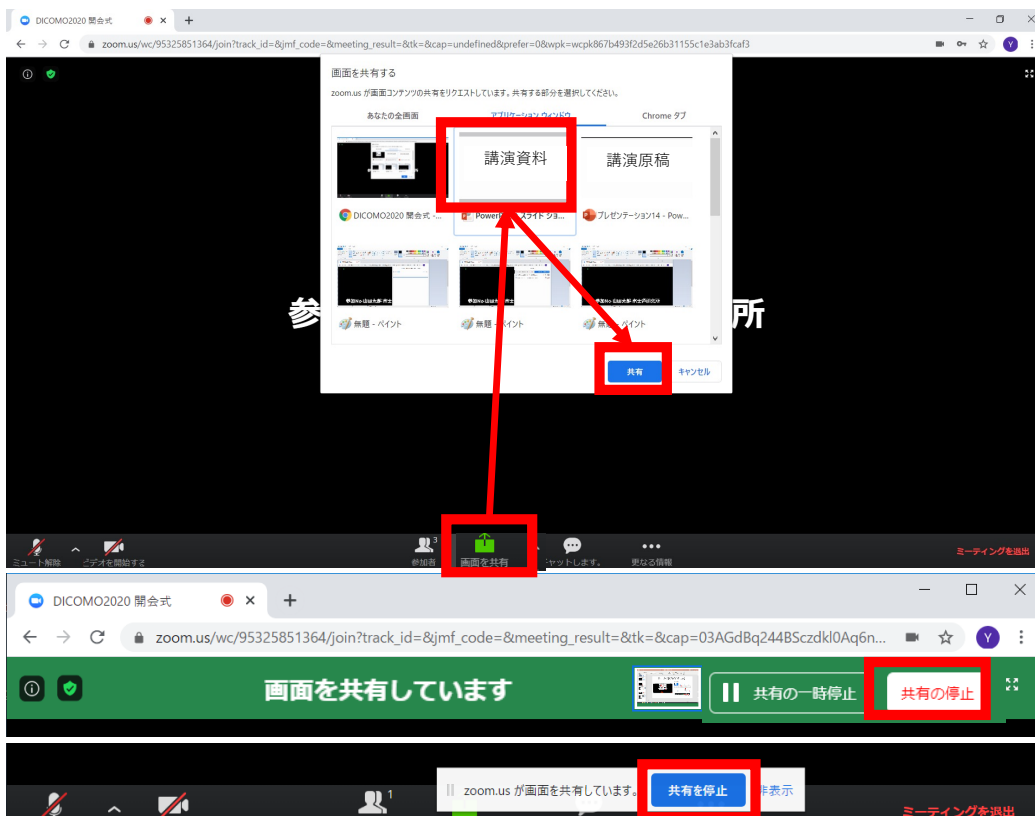 DICOMO2020 開会式
zoom.us/wc/95325851364/join?track_id=&jmf_code=&meeting_result=&tk=&cap=undefined&prefer=0&wpk=wcpk867b493f2d5e26b31155c1e3ab3fcaf3
Y
画面を共有する
zoom.us が画面コンテンツの共有をリクエストしています。共有する部分を選択してください。
あなたの全画面 アプリケーション ウィンドウ Chrome タブ
講演資料 講演原稿
DICOMO2020 開会式 -... スライド ショ... プレゼンテーション14 - Pow...
無題 - ペイント 無題 - ペイント 無題 - ペイント
参 所
共有 キャンセル
3
ミュート解除 ビデオを開始する 参加者 画面を共有 チャットします。 更なる情報 ミーティングを退出
DICOMO2020 開会式
zoom.us/wc/95325851364/join?track_id=&jmf_code=&meeting_result=&tk=&cap=03AGdBq244BSczdkl0Aq6n...
Y
画面を共有しています 共有の一時停止 共有の停止
zoom.us が画面を共有しています。 共有を停止 非表示
1
ミーティングを退出